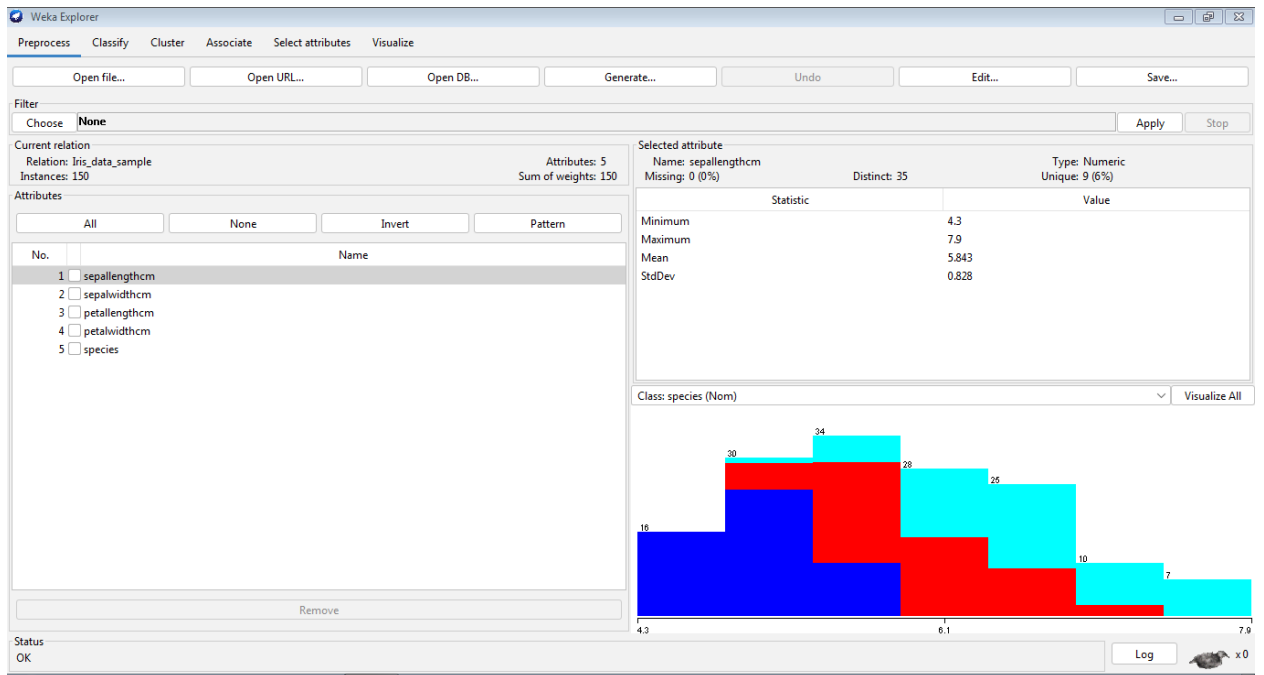 Weka Explorer
Preprocess Classify Cluster Associate Select attributes Visualize
Open file... Open URL... Open DB... Generate... Undo Edit... Save...
Filter
Choose None Apply Stop
Current relation
Relation: Iris_data_sample Attributes: 5
Instances: 150 Sum of weights: 150
Attributes
All None Invert Pattern
No. Name
1 sepallengthcm
2 sepalwidthcm
3 petallengthcm
4 petalwidthcm
5 species
Remove
Selected attribute
Name: sepallengthcm Type: Numeric
Missing: 0 (0%) Distinct: 35 Unique: 9 (6%)
Statistic Value
Minimum 4.3
Maximum 7.9
Mean 5.843
StdDev 0.828
Class: species (Nom) Visualize All
16 30 34 28 25 10 7
4.3 6.1 7.9
Status
OK Log x 0